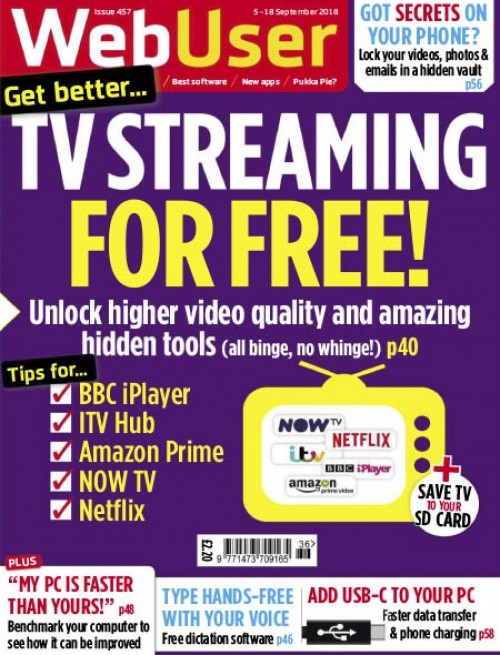 Issue 457
5 - 18 September 2018
WebUser
/ Best software / New apps / Pukka Pie?
GOT SECRETS ON
YOUR PHONE?
Lock your videos, photos &
emails in a hidden vault
p56
Get better...
TV STREAMING
FOR FREE!
Unlock higher video quality and amazing
hidden tools (all binge, no whinge!) p40
Tips for...
BBC iPlayer
ITV Hub
Amazon Prime
NOW TV
Netflix
NOW TV
NETFLIX
itv
BBC iPlayer
amazon
prime video
+
SAVE TV
TO YOUR
SD CARD
£2.20
36
9 771473 709165
PLUS
“MY PC IS FASTER
THAN YOURS!” p48
Benchmark your computer to
see how it can be improved
TYPE HANDS-FREE
WITH YOUR VOICE
Free dictation software p46
ADD USB-C TO YOUR PC
Faster data transfer
& phone charging p58